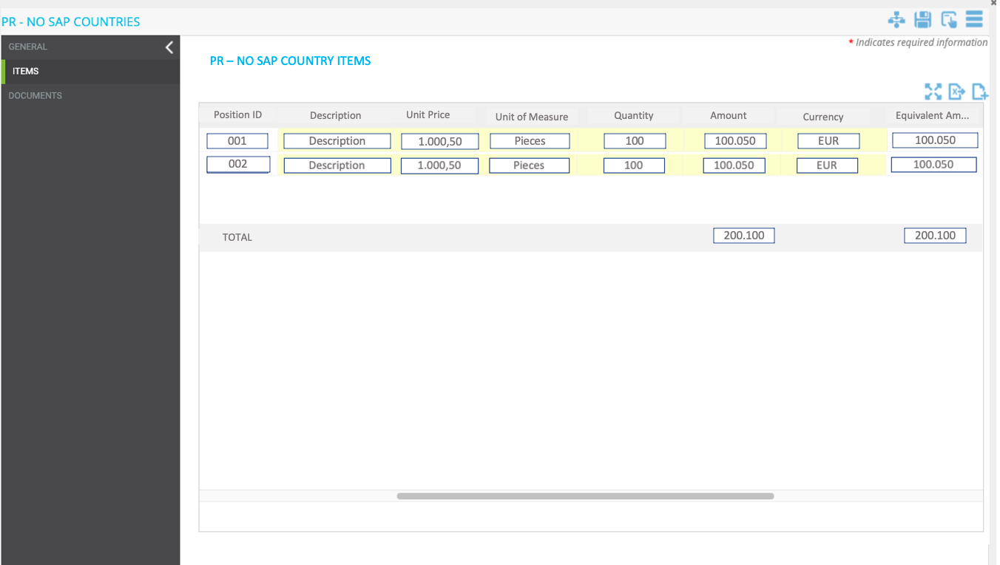 PR - NO SAP COUNTRIES
* Indicates required information
GENERAL
ITEMS
DOCUMENTS
PR – NO SAP COUNTRY ITEMS
Position ID Description Unit Price Unit of Measure Quantity Amount Currency Equivalent Am...
001 Description 1.000,50 Pieces 100 100.050 EUR 100.050
002 Description 1.000,50 Pieces 100 100.050 EUR 100.050
TOTAL 200.100 200.100